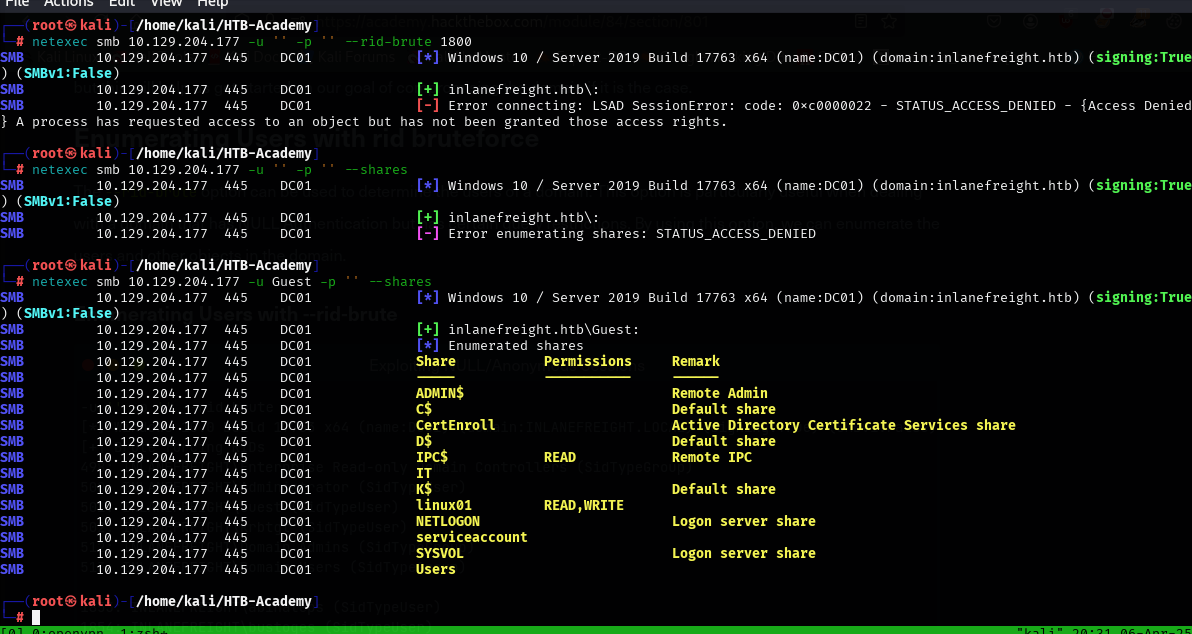 File Actions Edit View Help
┌──(root㉿kali)-[/home/kali/HTB-Academy]
└─# netexec smb 10.129.204.177 -u '' -p '' --rid-brute 1800
SMB 10.129.204.177 445 DC01 [*] Windows 10 / Server 2019 Build 17763 x64 (name:DC01) (domain:inlanefreight.htb) (signing:True
) (SMBv1:False)
SMB 10.129.204.177 445 DC01 [+] inlanefreight.htb\:
SMB 10.129.204.177 445 DC01 [-] Error connecting: LSAD SessionError: code: 0xc0000022 - STATUS_ACCESS_DENIED - {Access Denied
} A process has requested access to an object but has not been granted those access rights.
Enumerating Users with rid bruteforce
┌──(root㉿kali)-[/home/kali/HTB-Academy]
└─# netexec smb 10.129.204.177 -u '' -p '' --shares
SMB 10.129.204.177 445 DC01 [*] Windows 10 / Server 2019 Build 17763 x64 (name:DC01) (domain:inlanefreight.htb) (signing:True
) (SMBv1:False)
SMB 10.129.204.177 445 DC01 [+] inlanefreight.htb\:
SMB 10.129.204.177 445 DC01 [-] Error enumerating shares: STATUS_ACCESS_DENIED
┌──(root㉿kali)-[/home/kali/HTB-Academy]
└─# netexec smb 10.129.204.177 -u Guest -p '' --shares
SMB 10.129.204.177 445 DC01 [*] Windows 10 / Server 2019 Build 17763 x64 (name:DC01) (domain:inlanefreight.htb) (signing:True
) (SMBv1:False)
SMB 10.129.204.177 445 DC01 [+] inlanefreight.htb\Guest:
SMB 10.129.204.177 445 DC01 [*] Enumerated shares
SMB 10.129.204.177 445 DC01 Share Permissions Remark
SMB 10.129.204.177 445 DC01 ----- ----------- ------
SMB 10.129.204.177 445 DC01 ADMIN$ Remote Admin
SMB 10.129.204.177 445 DC01 C$ Default share
SMB 10.129.204.177 445 DC01 CertEnroll Active Directory Certificate Services share
SMB 10.129.204.177 445 DC01 D$ Default share
SMB 10.129.204.177 445 DC01 IPC$ READ Remote IPC
SMB 10.129.204.177 445 DC01 IT
SMB 10.129.204.177 445 DC01 K$ Default share
SMB 10.129.204.177 445 DC01 linux01 READ,WRITE
SMB 10.129.204.177 445 DC01 NETLOGON Logon server share
SMB 10.129.204.177 445 DC01 serviceaccount
SMB 10.129.204.177 445 DC01 SYSVOL Logon server share
SMB 10.129.204.177 445 DC01 Users
┌──(root㉿kali)-[/home/kali/HTB-Academy]
└─#
[0] 0:openvpn 1:zsh* "kali" 20:31 06-Apr-25